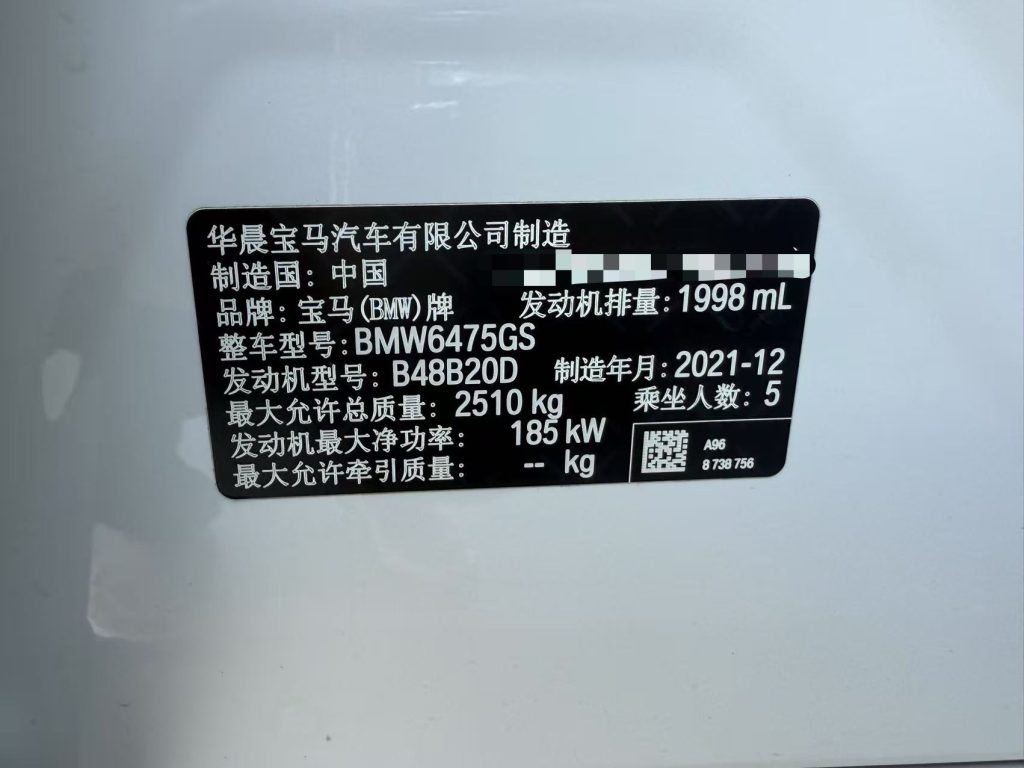 华晨宝马汽车有限公司制造
制造国: 中国
品牌: 宝马(BMW)牌 发动机排量: 1998 mL
整车型号: BMW6475GS
发动机型号: B48B20D 制造年月: 2021-12
最大允许总质量: 2510 kg 乘坐人数: 5
发动机最大净功率: 185 kW
最大允许牵引质量: -- kg
A96
8 738 756